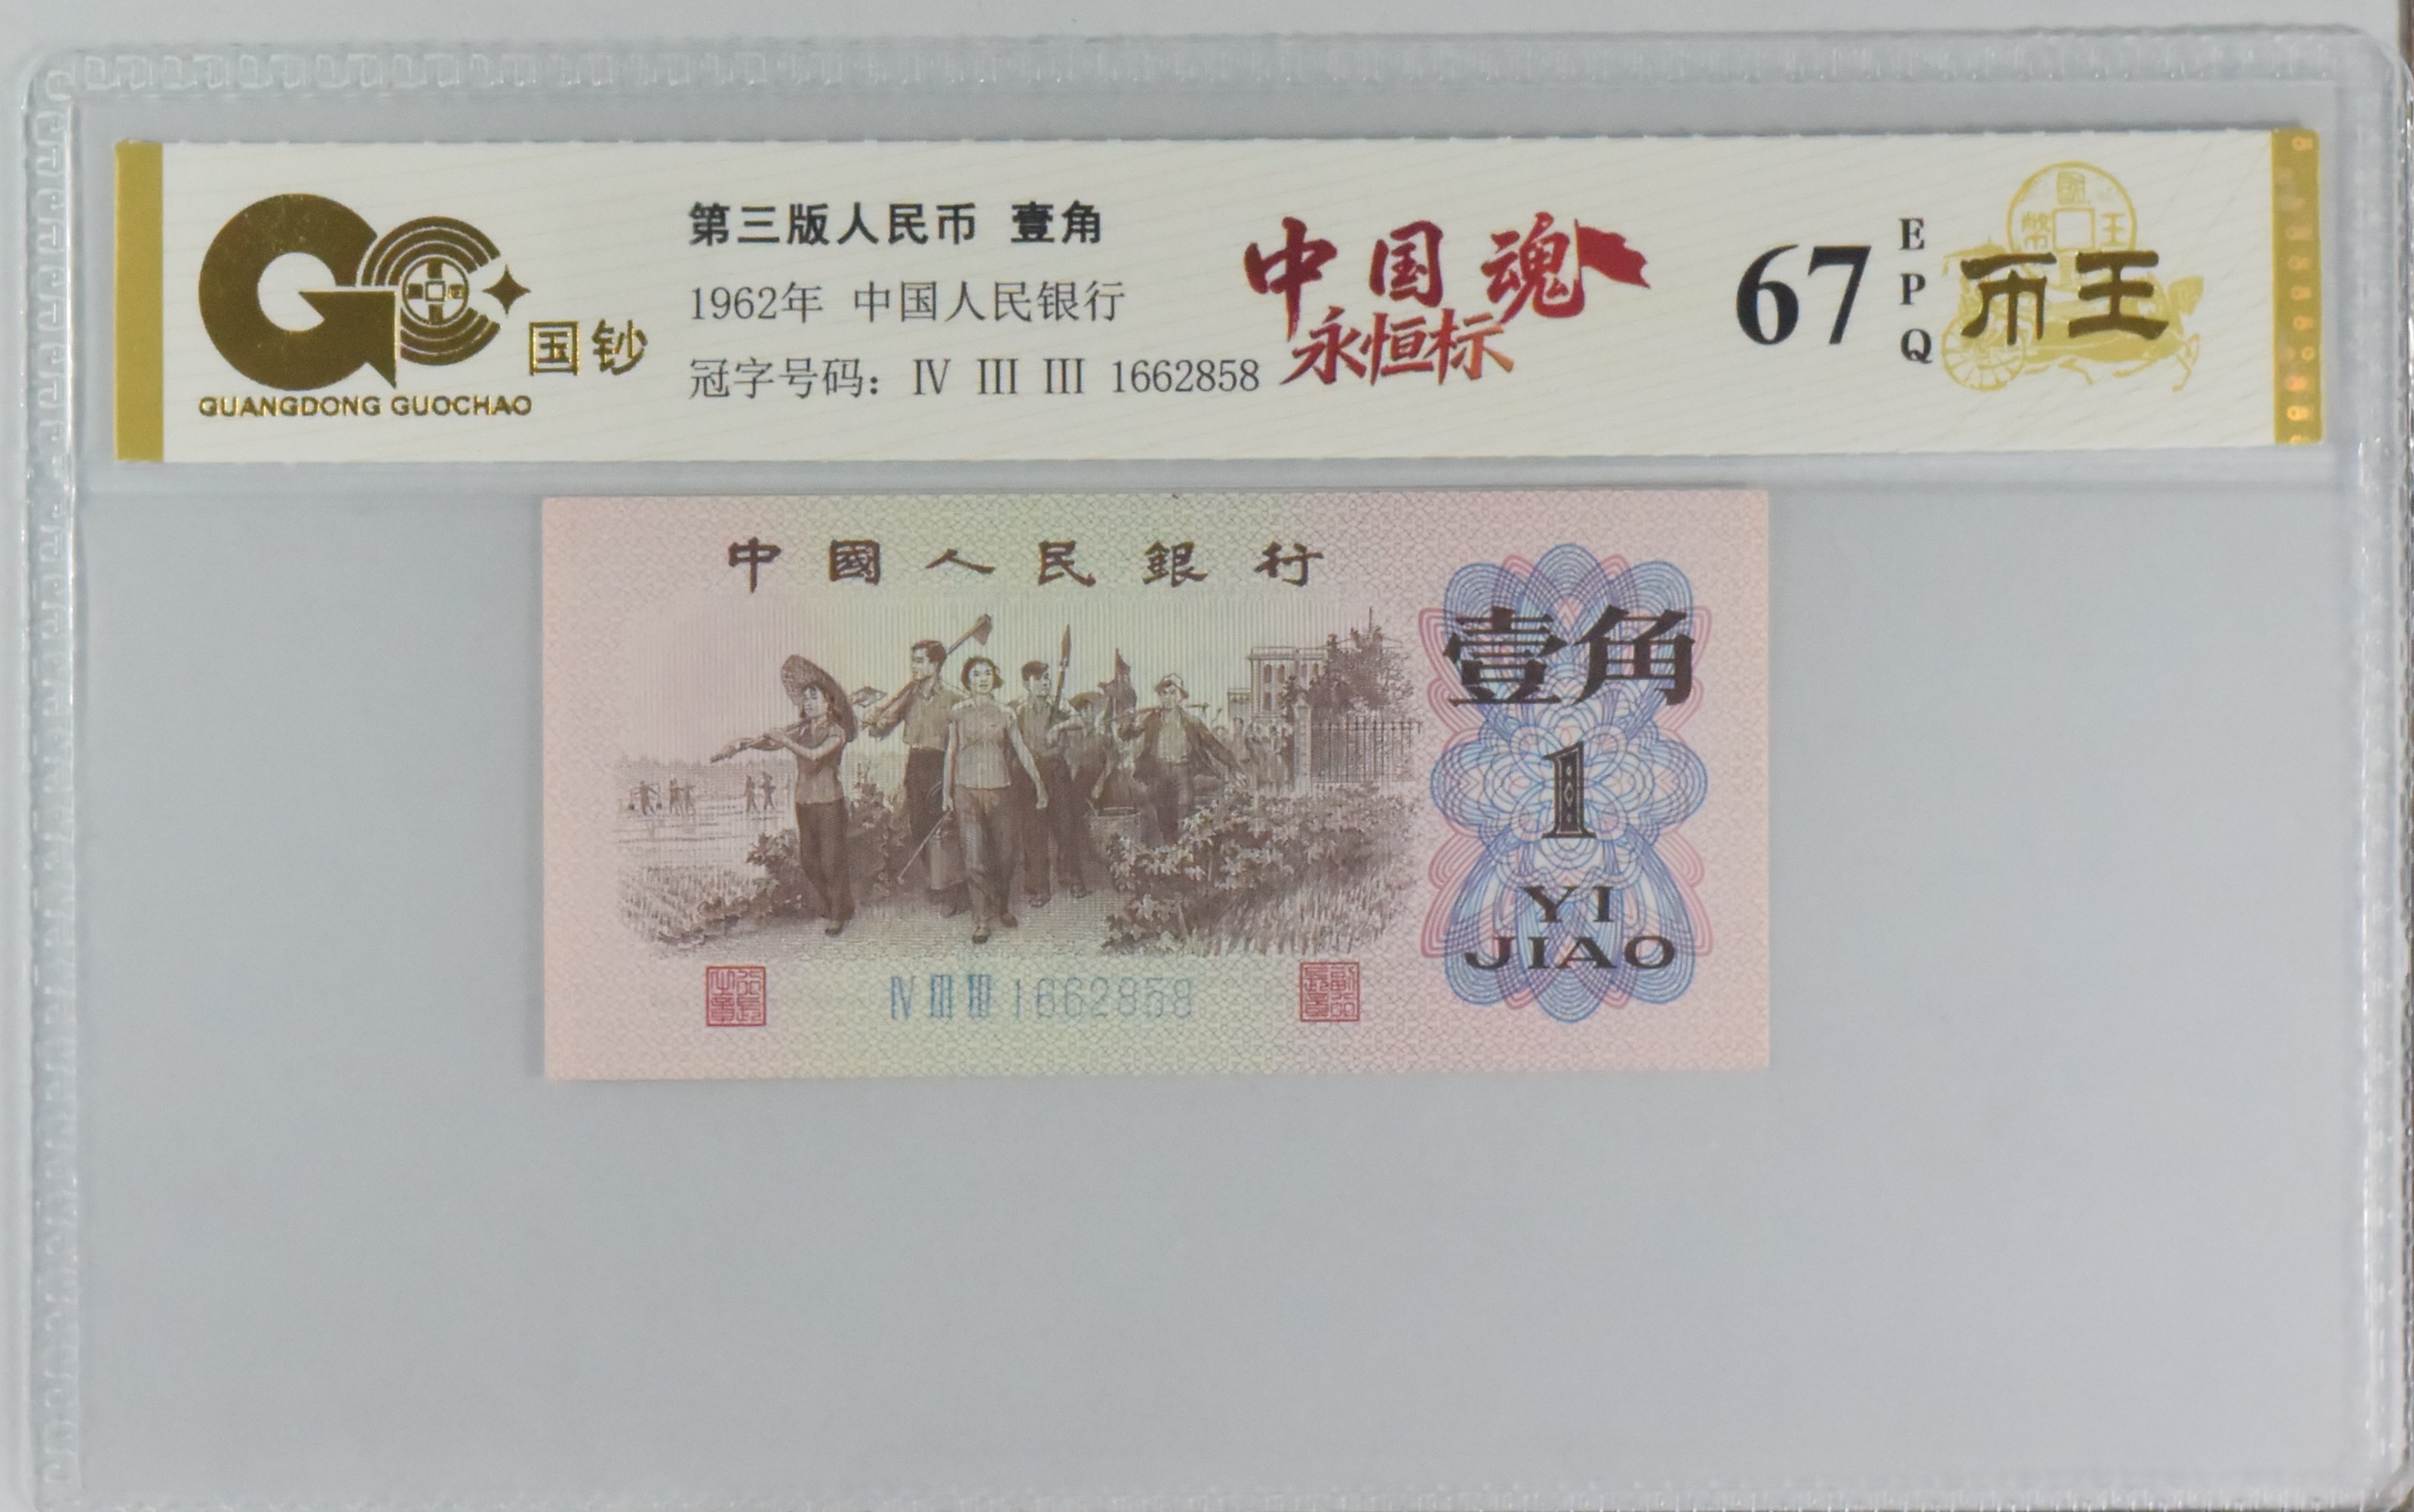 GUANGDONG GUOCHAO
国钞
第三版人民币 壹角
1962年 中国人民银行
冠字号码：Ⅳ Ⅲ Ⅲ 1662858
中国魂
永恒标
67
EPQ
币王
中國人民銀行
壹角
1
YI
JIAO
Ⅳ Ⅲ Ⅲ 1662858